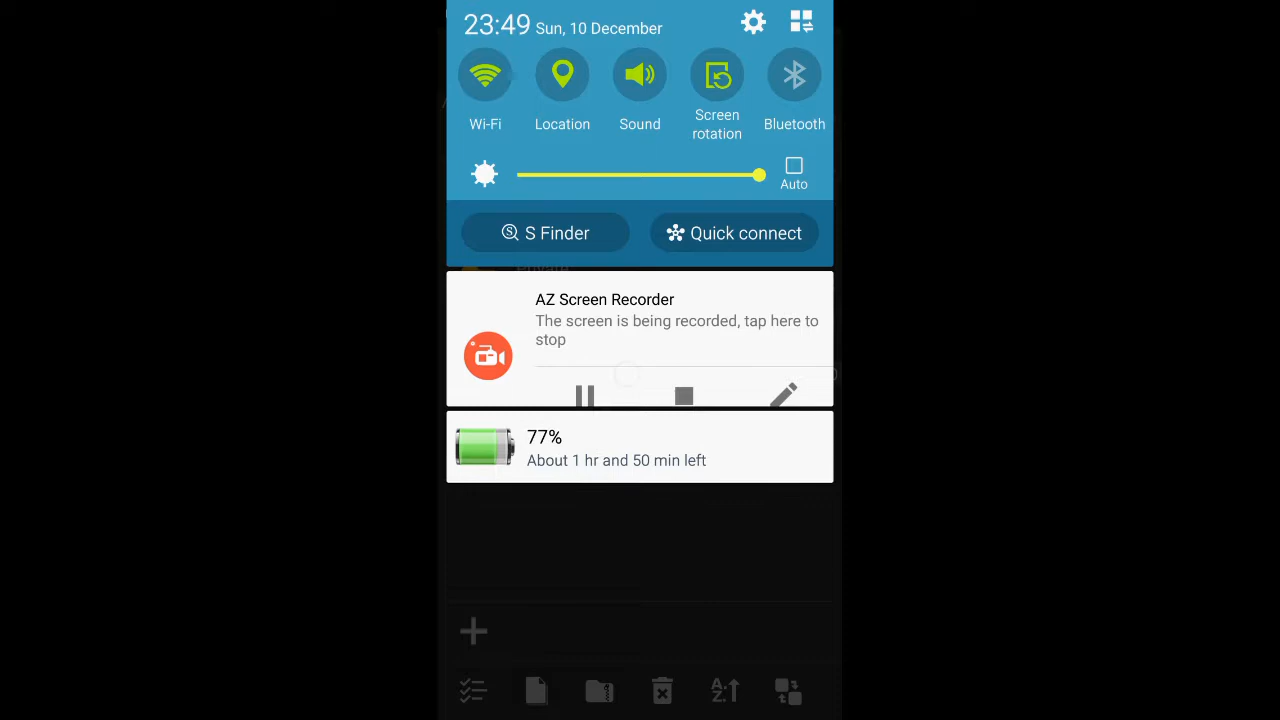 23:49 Sun, 10 December
Wi-Fi
Location
Sound
Screen
rotation
Bluetooth
Auto
S Finder
Quick connect
Private
AZ Screen Recorder
The screen is being recorded, tap here to
stop
77%
About 1 hr and 50 min left